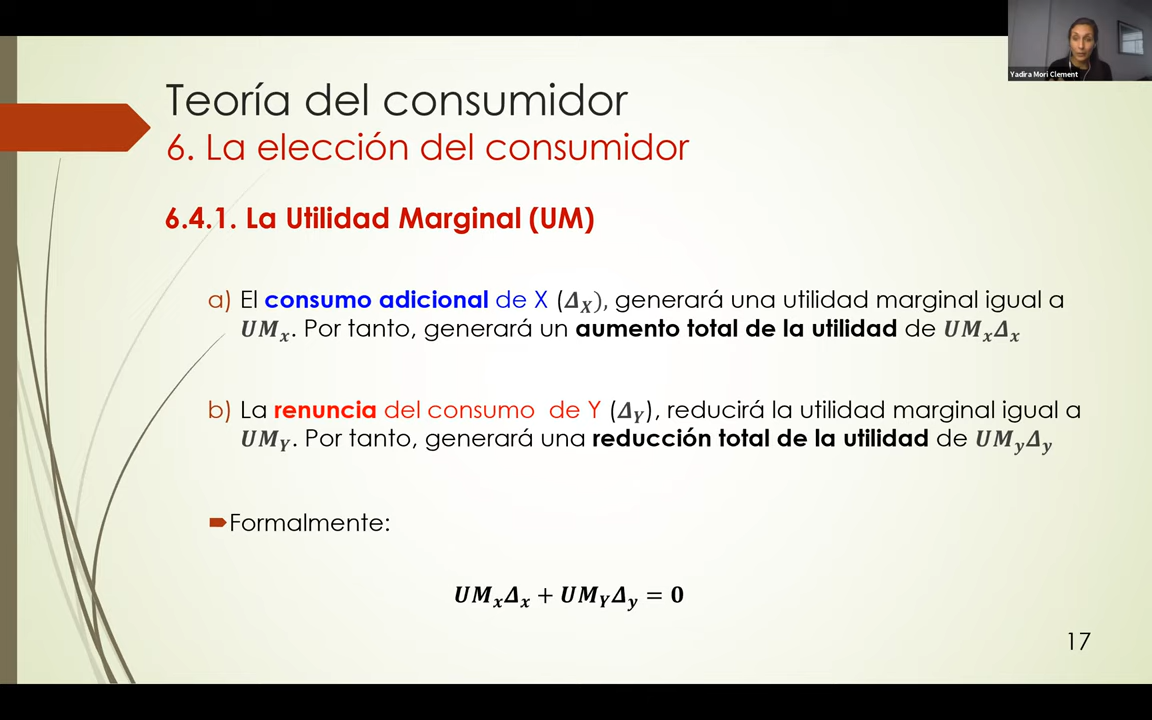 Yadira Mori Clement
Teoría del consumidor
6. La elección del consumidor
6.4.1. La Utilidad Marginal (UM)
a) El consumo adicional de X (Δ_X), generará una utilidad marginal igual a
UM_x. Por tanto, generará un aumento total de la utilidad de UM_xΔ_x
b) La renuncia del consumo de Y (Δ_Y), reducirá la utilidad marginal igual a
UM_Y. Por tanto, generará una reducción total de la utilidad de UM_yΔ_y
Formalmente:
UM_xΔ_x + UM_YΔ_y = 0
17